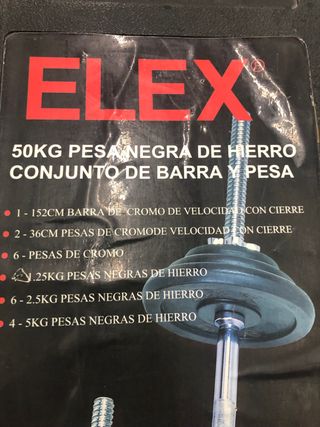 ELEX®
50KG PESA NEGRA DE HIERRO
CONJUNTO DE BARRA Y PESA
1 - 152CM BARRA DE CROMO DE VELOCIDAD CON CIERRE
2 - 36CM PESAS DE CROMODE VELOCIDAD CON CIERRE
6 - PESAS DE CROMO
1.25KG PESAS NEGRAS DE HIERRO
6 - 2.5KG PESAS NEGRAS DE HIERRO
4 - 5KG PESAS NEGRAS DE HIERRO